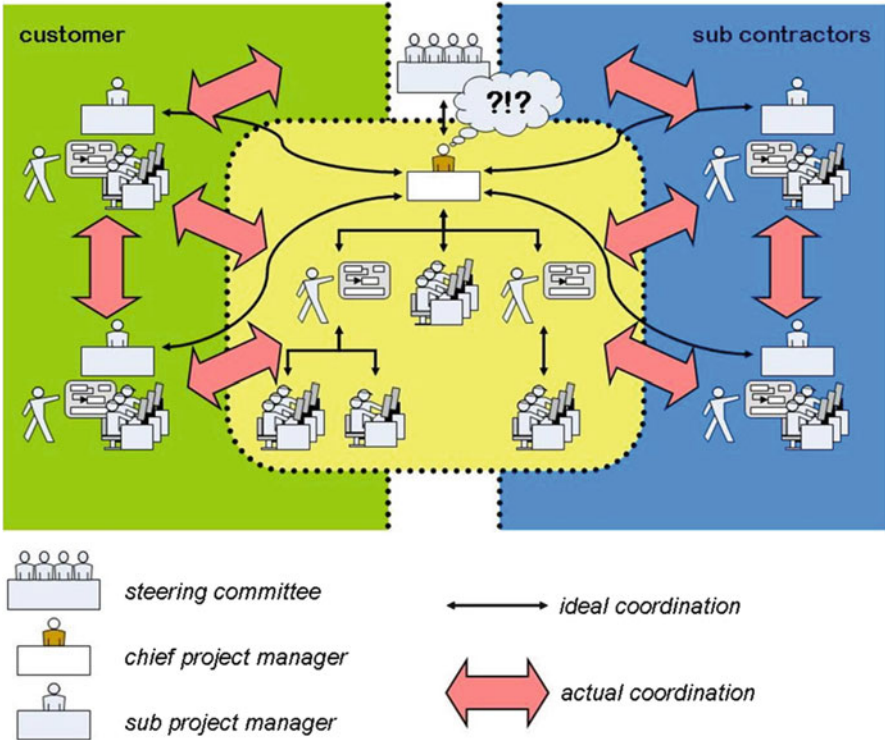 customer
sub contractors
?!?
steering committee
ideal coordination
chief project manager
actual coordination
sub project manager